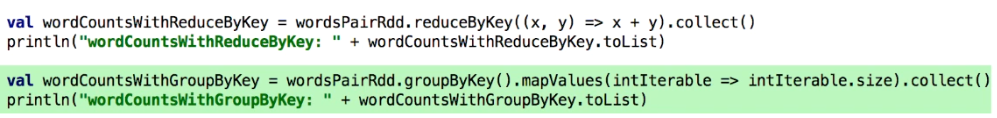 val wordCountsWithReduceByKey = wordsPairRdd.reduceByKey((x, y) => x + y).collect()
println("wordCountsWithReduceByKey: " + wordCountsWithReduceByKey.toList)
val wordCountsWithGroupByKey = wordsPairRdd.groupByKey().mapValues(intIterable => intIterable.size).collect()
println("wordCountsWithGroupByKey: " + wordCountsWithGroupByKey.toList)